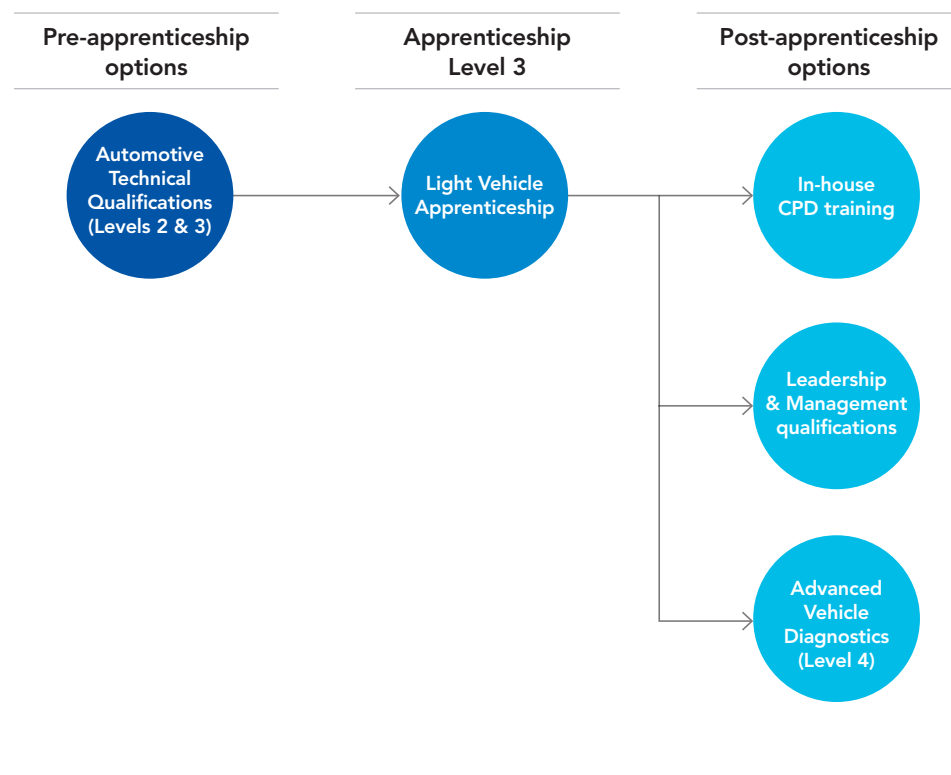 Pre-apprenticeship
options
Apprenticeship
Level 3
Post-apprenticeship
options
Automotive
Technical
Qualifications
(Levels 2 & 3)
Light Vehicle
Apprenticeship
In-house
CPD training
Leadership
& Management
qualifications
Advanced
Vehicle
Diagnostics
(Level 4)